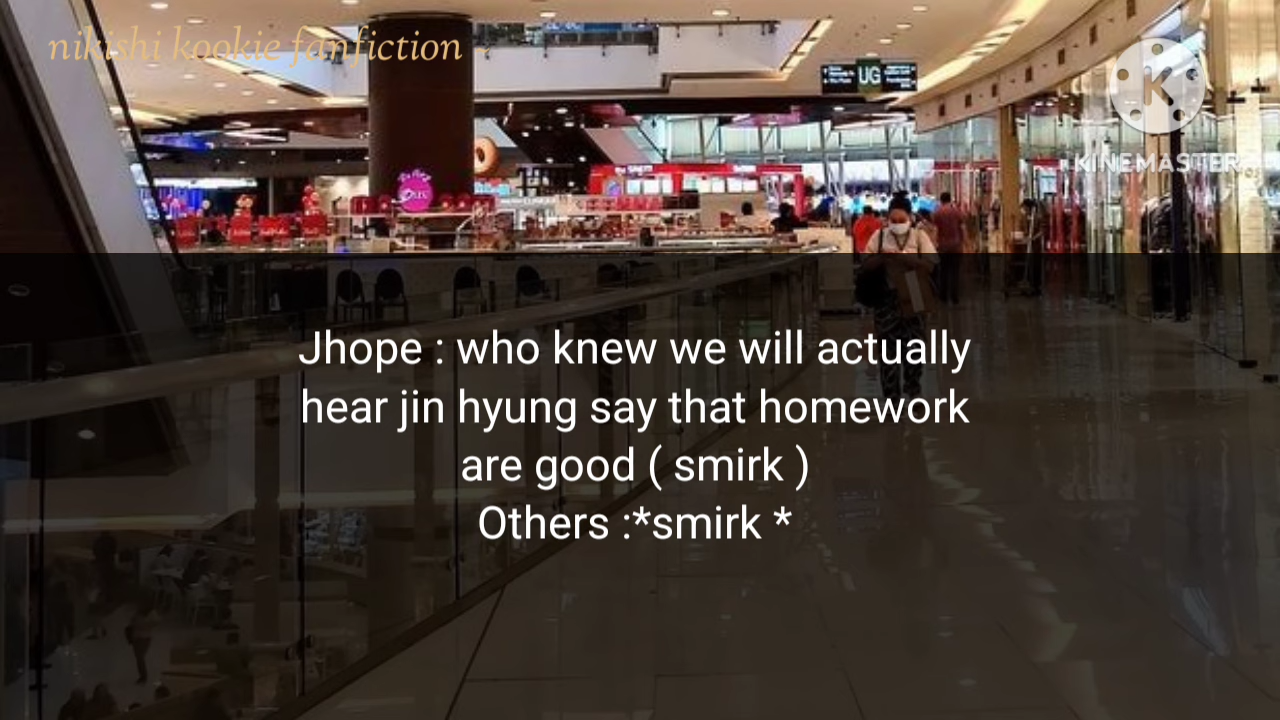 nikishi kookie fanfiction
UG
K
KINEMASTER
Jhope : who knew we will actually
hear jin hyung say that homework
are good ( smirk )
Others :*smirk *